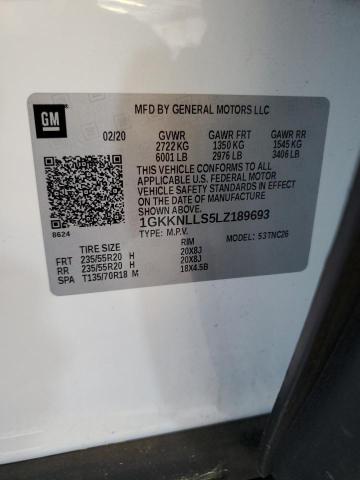 GM
MFD BY GENERAL MOTORS LLC
02/20 GVWR GAWR FRT GAWR RR
2722 KG 1350 KG 1545 KG
6001 LB 2976 LB 3406 LB
THIS VEHICLE CONFORMS TO ALL
APPLICABLE U.S. FEDERAL MOTOR
VEHICLE SAFETY STANDARDS IN EFFECT ON
THE DATE OF MANUFACTURE SHOWN ABOVE.
1GKKNLLS5LZ189693
8624
TYPE: M.P.V. MODEL: 53TNC26
TIRE SIZE RIM
FRT 235/55R20 H 20X8J
RR 235/55R20 H 20X8J
SPA T135/70R18 M 18X4.5B